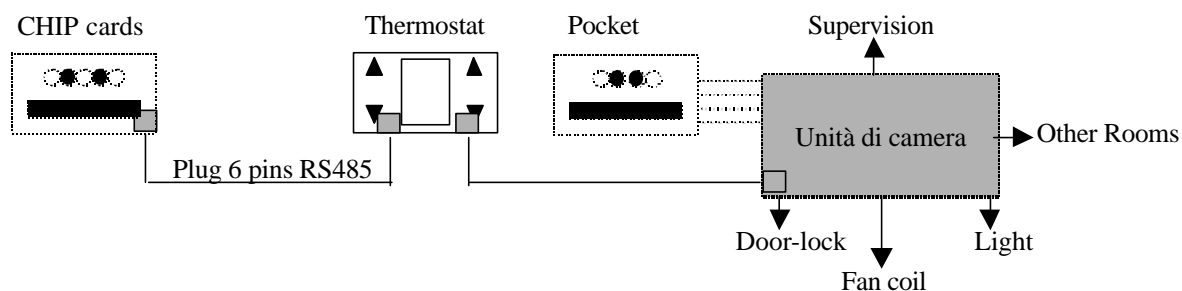 CHIP cards
Thermostat
Pocket
Supervision
Unità di camera
Other Rooms
Plug 6 pins RS485
Door-lock
Light
Fan coil